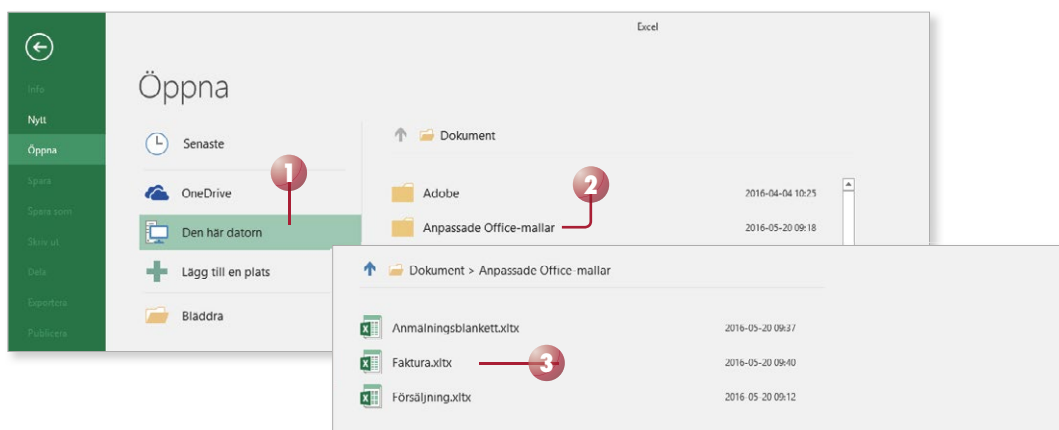 Excel
Öppna
Info
Nytt
Öppna
Spara
Spara som
Skriv ut
Dela
Exportera
Publicera
Senaste
OneDrive
Den här datorn
Lägg till en plats
Bläddra
1
Dokument
Adobe 2016-04-04 10:25
2
Anpassade Office-mallar 2016-05-20 09:18
Dokument > Anpassade Office-mallar
Anmälningsblankett.xltx 2016-05-20 09:37
Faktura.xltx 3 2016-05-20 09:40
Försäljning.xltx 2016-05-20 09:12